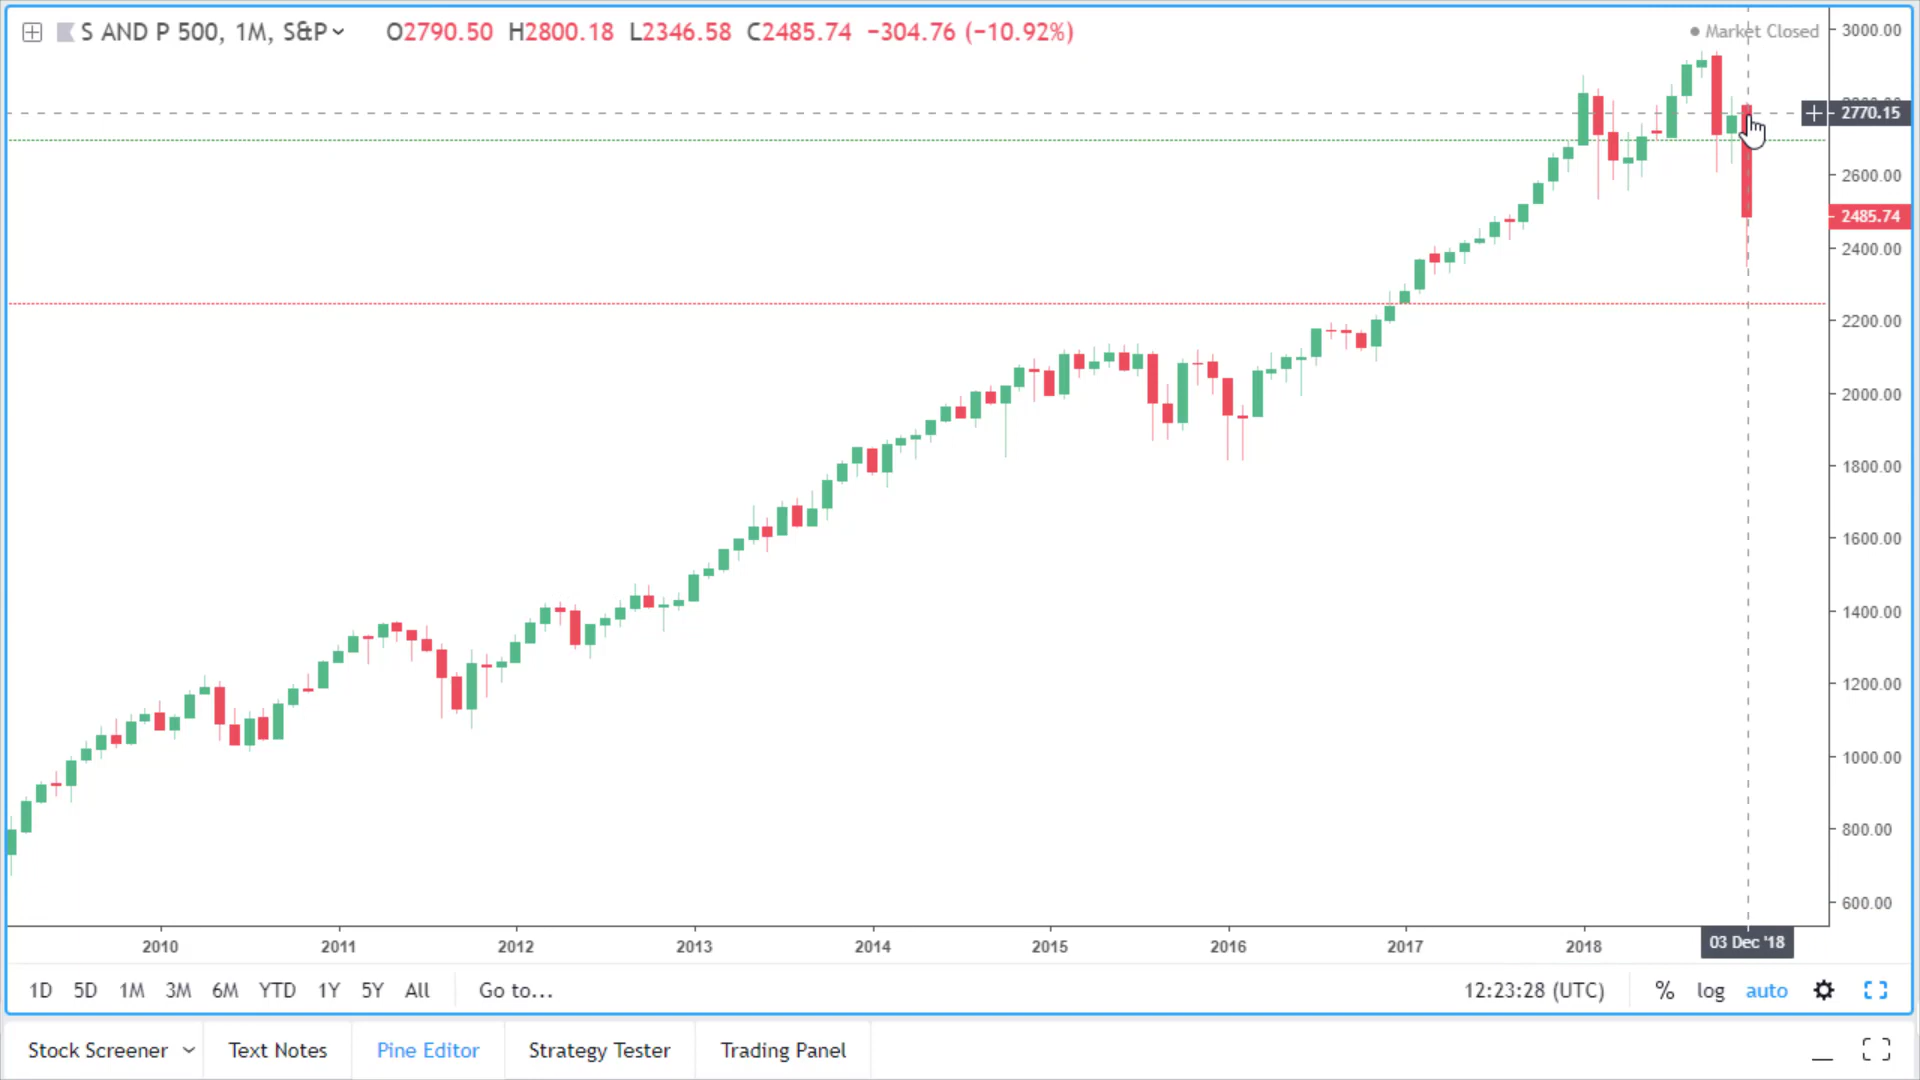 S AND P 500, 1M, S&P O2790.50 H2800.18 L2346.58 C2485.74 −304.76 (−10.92%)
Market Closed
3000.00
2770.15
2600.00
2485.74
2400.00
2200.00
2000.00
1800.00
1600.00
1400.00
1200.00
1000.00
800.00
600.00
2010 2011 2012 2013 2014 2015 2016 2017 2018 03 Dec '18
1D 5D 1M 3M 6M YTD 1Y 5Y All Go to... 12:23:28 (UTC) % log auto
Stock Screener Text Notes Pine Editor Strategy Tester Trading Panel